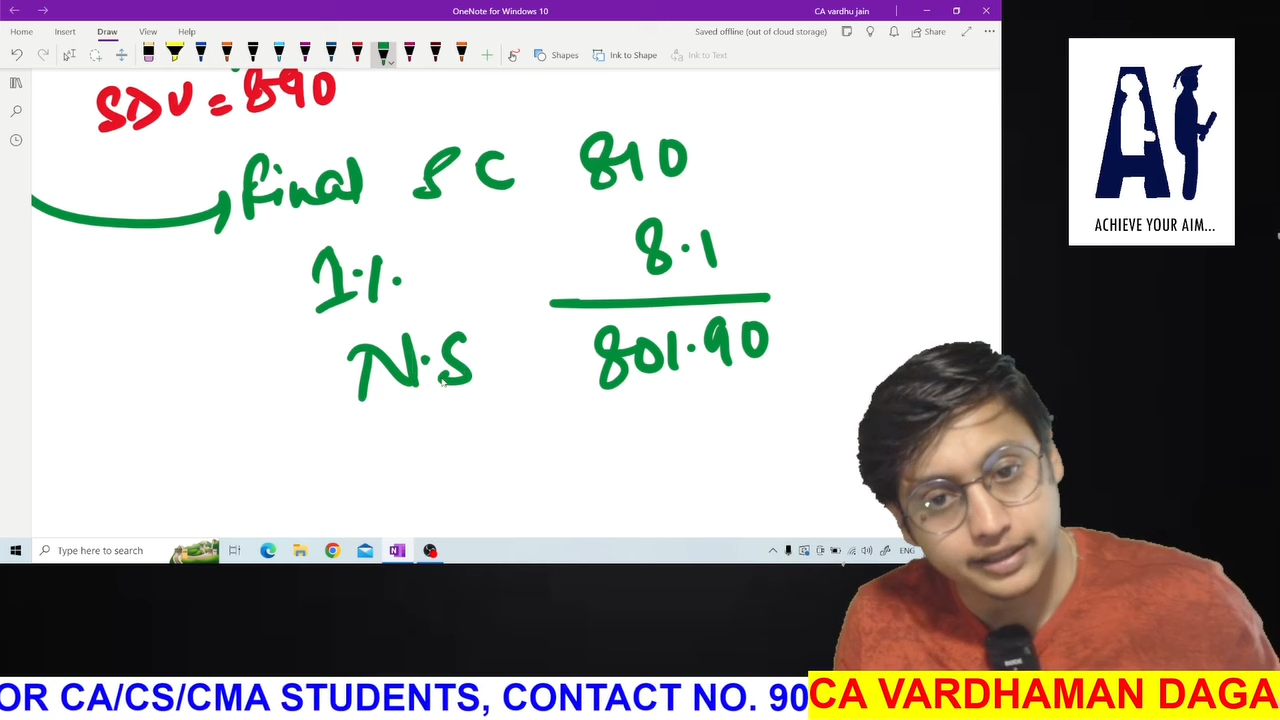 OneNote for Windows 10
CA vardhu jain
Home Insert Draw View Help
Saved offline (out of cloud storage)
Share
Shapes
Ink to Shape
Ink to Text
SDV = 890
final SC 810
1% 8.1
N.S 801.90
AI
ACHIEVE YOUR AIM...
Type here to search
ENG
OR CA/CS/CMA STUDENTS, CONTACT NO. 90
CA VARDHAMAN DAGA